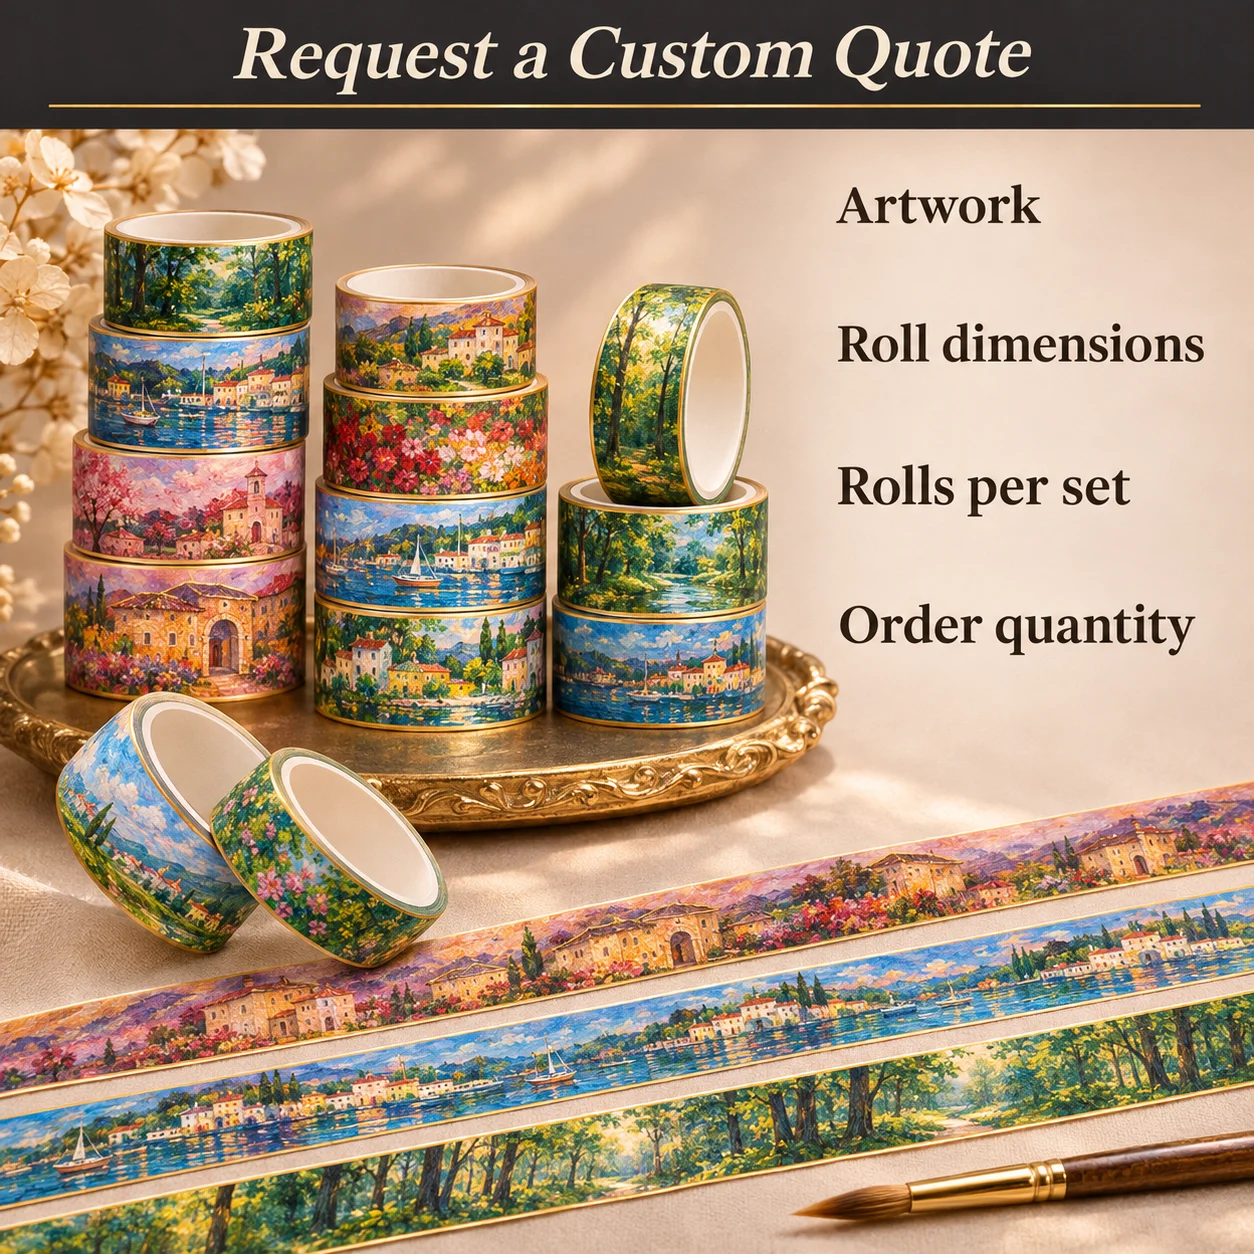 Request a Custom Quote
Artwork
Roll dimensions
Rolls per set
Order quantity